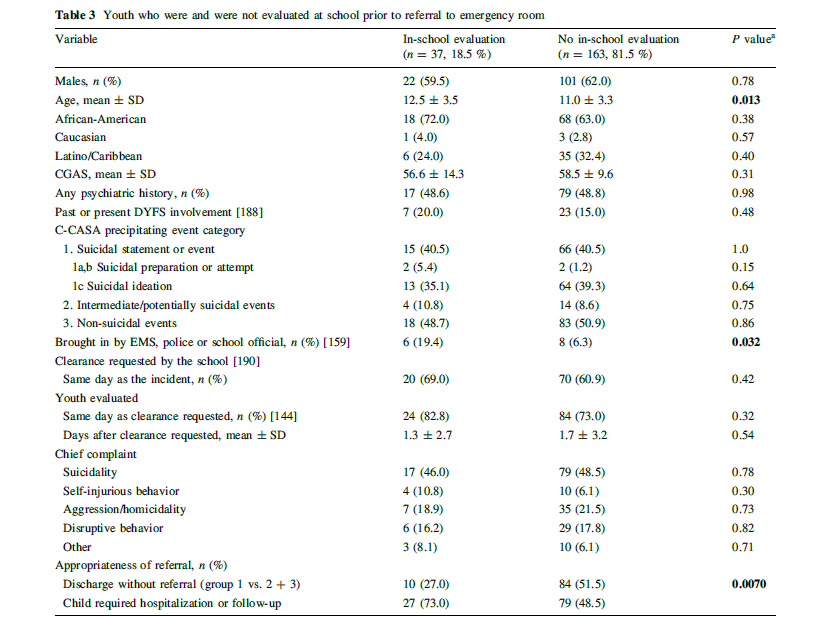 Table 3 Youth who were and were not evaluated at school prior to referral to emergency room
Variable In-school evaluation No in-school evaluation P valueª
(n = 37, 18.5 %) (n = 163, 81.5 %)
Males, n (%) 22 (59.5) 101 (62.0) 0.78
Age, mean ± SD 12.5 ± 3.5 11.0 ± 3.3 0.013
African-American 18 (72.0) 68 (63.0) 0.38
Caucasian 1 (4.0) 3 (2.8) 0.57
Latino/Caribbean 6 (24.0) 35 (32.4) 0.40
CGAS, mean ± SD 56.6 ± 14.3 58.5 ± 9.6 0.31
Any psychiatric history, n (%) 17 (48.6) 79 (48.8) 0.98
Past or present DYFS involvement [188] 7 (20.0) 23 (15.0) 0.48
C-CASA precipitating event category
1. Suicidal statement or event 15 (40.5) 66 (40.5) 1.0
1a,b Suicidal preparation or attempt 2 (5.4) 2 (1.2) 0.15
1c Suicidal ideation 13 (35.1) 64 (39.3) 0.64
2. Intermediate/potentially suicidal events 4 (10.8) 14 (8.6) 0.75
3. Non-suicidal events 18 (48.7) 83 (50.9) 0.86
Brought in by EMS, police or school official, n (%) [159] 6 (19.4) 8 (6.3) 0.032
Clearance requested by the school [190]
Same day as the incident, n (%) 20 (69.0) 70 (60.9) 0.42
Youth evaluated
Same day as clearance requested, n (%) [144] 24 (82.8) 84 (73.0) 0.32
Days after clearance requested, mean ± SD 1.3 ± 2.7 1.7 ± 3.2 0.54
Chief complaint
Suicidality 17 (46.0) 79 (48.5) 0.78
Self-injurious behavior 4 (10.8) 10 (6.1) 0.30
Aggression/homicidality 7 (18.9) 35 (21.5) 0.73
Disruptive behavior 6 (16.2) 29 (17.8) 0.82
Other 3 (8.1) 10 (6.1) 0.71
Appropriateness of referral, n (%)
Discharge without referral (group 1 vs. 2 + 3) 10 (27.0) 84 (51.5) 0.0070
Child required hospitalization or follow-up 27 (73.0) 79 (48.5)